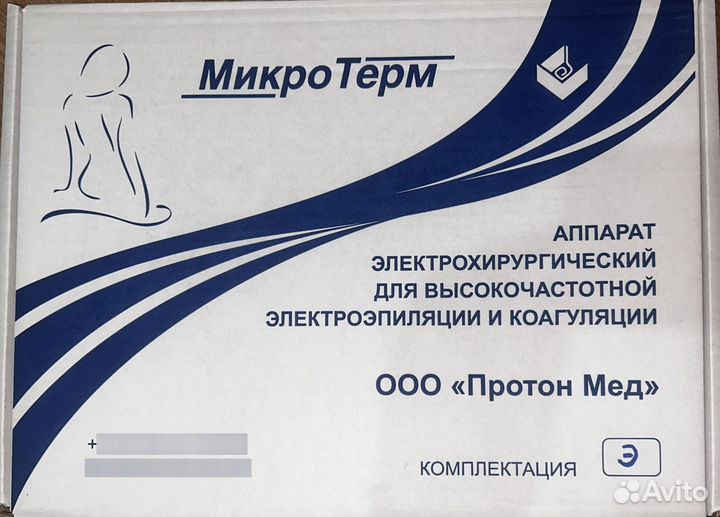 МикроТерм
АППАРАТ
ЭЛЕКТРОХИРУРГИЧЕСКИЙ
ДЛЯ ВЫСОКОЧАСТОТНОЙ
ЭЛЕКТРОЭПИЛЯЦИИ И КОАГУЛЯЦИИ
ООО «Протон Мед»
+
КОМПЛЕКТАЦИЯ Э
Avito